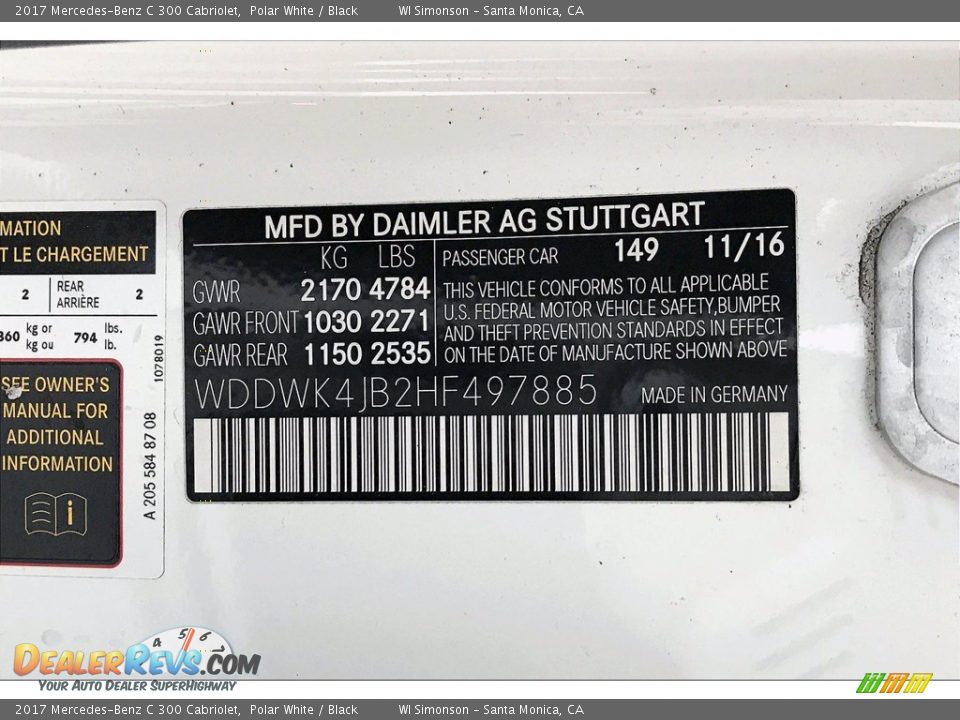 2017 Mercedes-Benz C 300 Cabriolet, Polar White / Black WI Simonson - Santa Monica, CA
MATION
T LE CHARGEMENT
2 REAR ARRIÈRE 2
360 kg or kg ou 794 lbs. lb.
SEE OWNER'S
MANUAL FOR
ADDITIONAL
INFORMATION
i
1078019
A 205 584 87 08
MFD BY DAIMLER AG STUTTGART
KG LBS
GVWR 2170 4784
GAWR FRONT 1030 2271
GAWR REAR 1150 2535
PASSENGER CAR 149 11/16
THIS VEHICLE CONFORMS TO ALL APPLICABLE
U.S. FEDERAL MOTOR VEHICLE SAFETY,BUMPER
AND THEFT PREVENTION STANDARDS IN EFFECT
ON THE DATE OF MANUFACTURE SHOWN ABOVE
WDDWK4JB2HF497885 MADE IN GERMANY
4 5 6 7
DEALERREVS.COM
YOUR AUTO DEALER SUPERHIGHWAY
2017 Mercedes-Benz C 300 Cabriolet, Polar White / Black WI Simonson - Santa Monica, CA